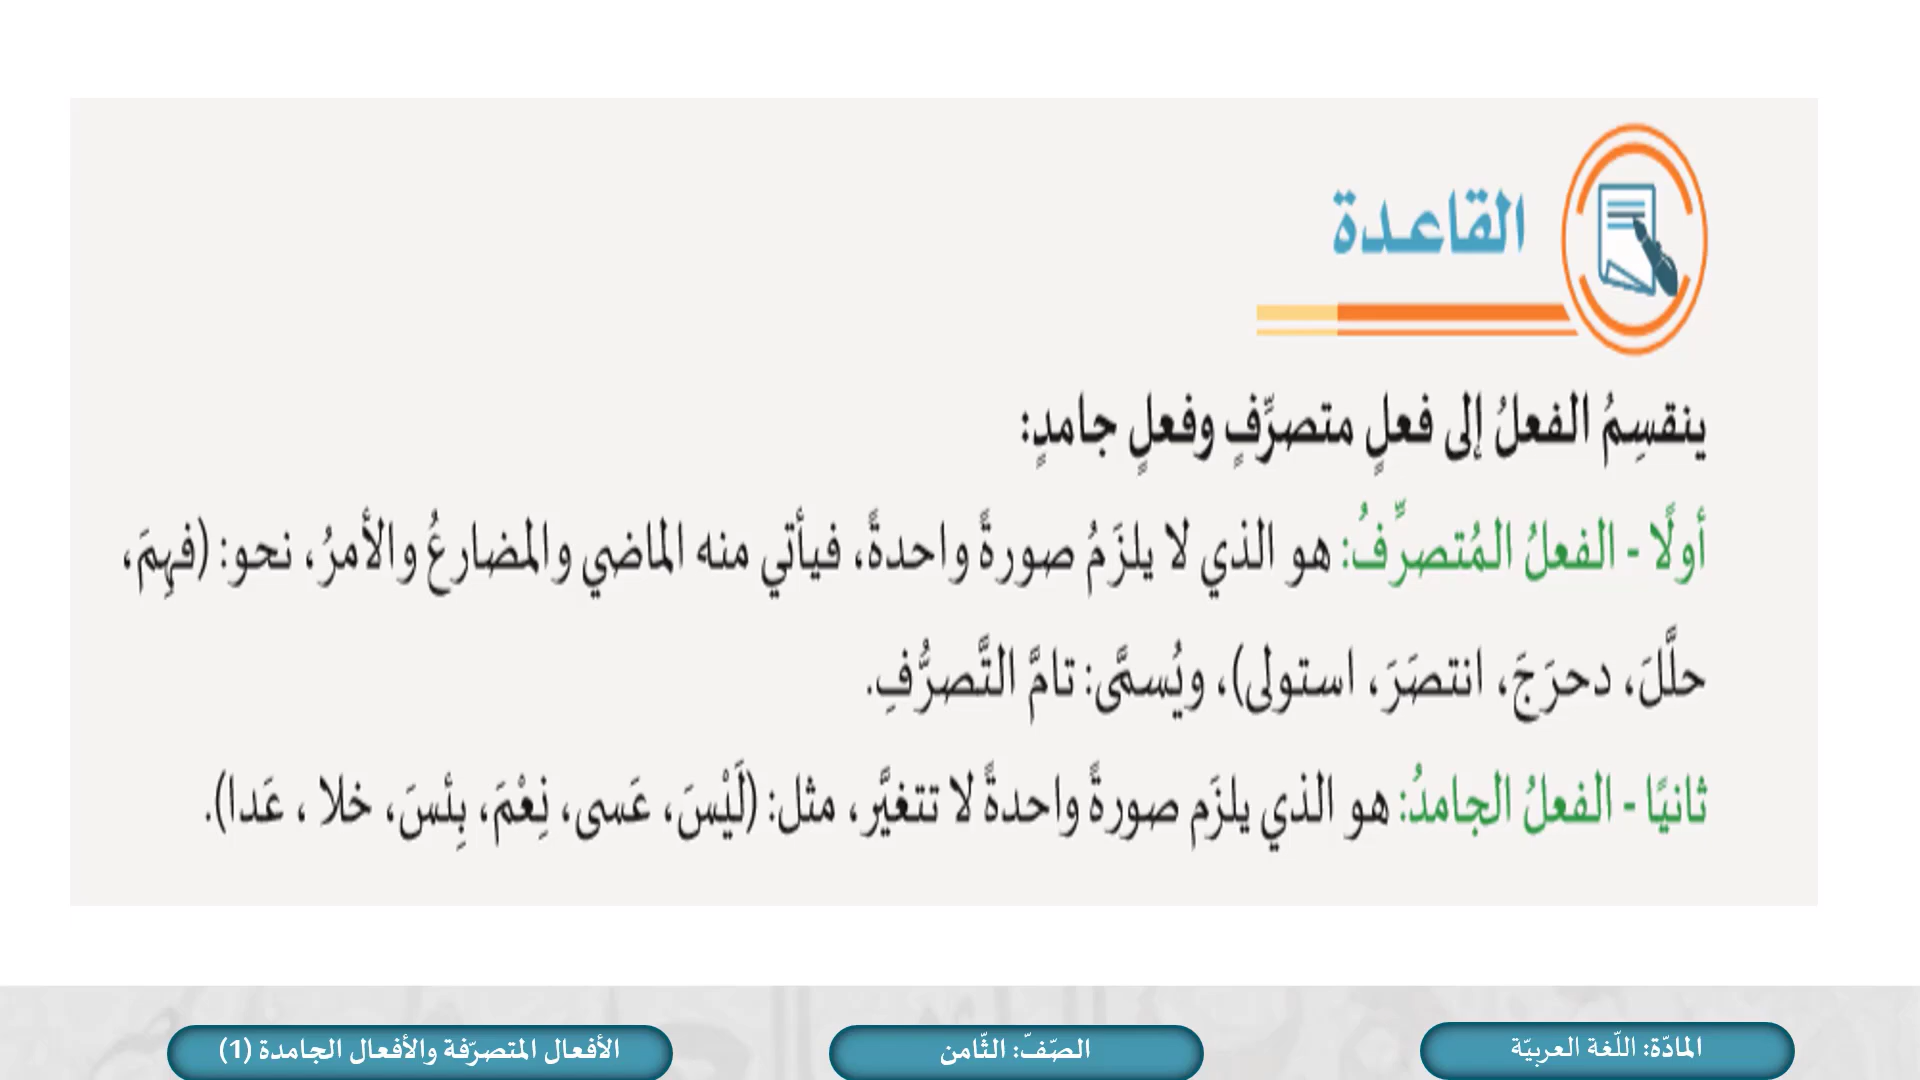 القاعدة
ينقسِمُ الفعلُ إلى فعلٍ متصرِّفٍ وفعلٍ جامدٍ:
أولًا - الفعلُ المُتصرِّفُ: هو الذي لا يلزَمُ صورةً واحدةً، فيأتي منه الماضي والمضارعُ والأمرُ، نحو: (فهِمَ،
حلَّلَ، دحرَجَ، انتصَرَ، استولى)، ويُسمَّى: تامَّ التَّصرُّفِ.
ثانيًا - الفعلُ الجامدُ: هو الذي يلزَم صورةً واحدةً لا تتغيَّر، مثل: (لَيْسَ، عَسى، نِعْمَ، بِئسَ، خلا ، عَدا).
المادّة: اللّغة العربيّة
الصّفّ: الثّامن
الأفعال المتصرّفة والأفعال الجامدة (1)